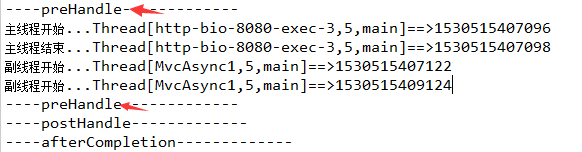 ----preHandle-------------
主线程开始...Thread[http-bio-8080-exec-3,5,main]==>1530515407096
主线程结束...Thread[http-bio-8080-exec-3,5,main]==>1530515407098
副线程开始...Thread[MvcAsync1,5,main]==>1530515407122
副线程开始...Thread[MvcAsync1,5,main]==>1530515409124
----preHandle-------------
----postHandle-------------
----afterCompletion-------------